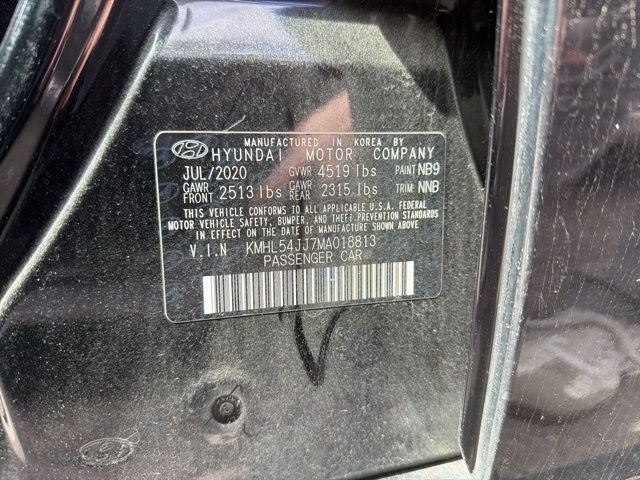 MANUFACTURED IN KOREA BY
HYUNDAI MOTOR COMPANY
JUL/2020 GVWR 4519 lbs PAINT NB9
GAWR FRONT 2513 lbs GAWR REAR 2315 lbs TRIM NNB
THIS VEHICLE CONFORMS TO ALL APPLICABLE U.S.A. FEDERAL
MOTOR VEHICLE SAFETY, BUMPER, AND THEFT PREVENTION STANDARDS
IN EFFECT ON THE DATE OF MANUFACTURE SHOWN ABOVE.
V.I.N KMHL54JJ7MA018813
PASSENGER CAR